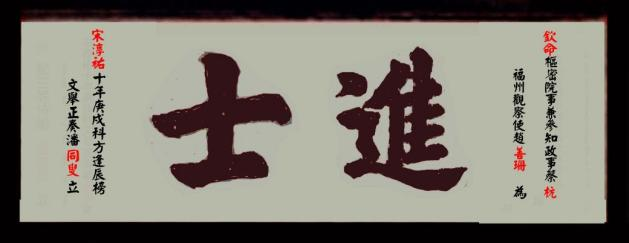 欽命樞密院事兼參知政事蔡杭
福州觀察使趙善珊為
進士
宋淳祐十年庚戌科方逢辰榜
文舉正奏潘同叟立